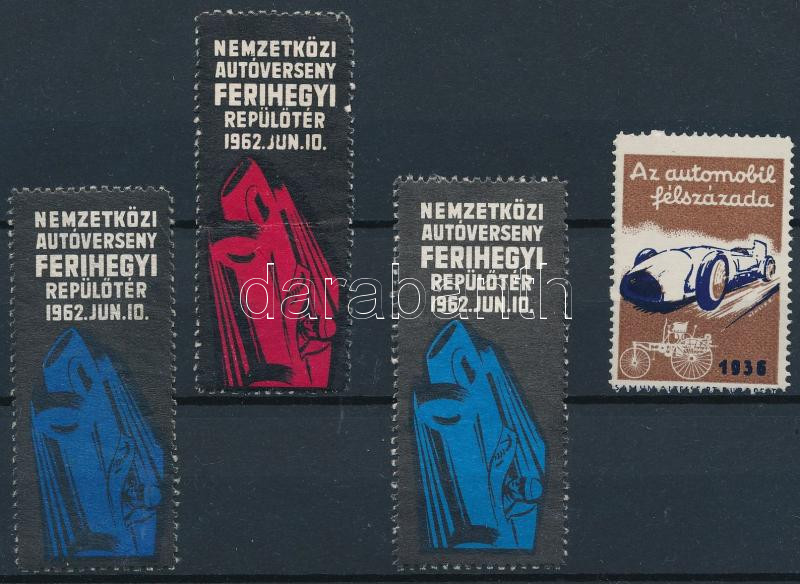 NEMZETKÖZI
AUTÓVERSENY
FERIHEGYI
REPÜLŐTÉR
1962.JUN.10.
NEMZETKÖZI
AUTÓVERSENY
FERIHEGYI
REPÜLŐTÉR
1962.JUN.10.
NEMZETKÖZI
AUTÓVERSENY
FERIHEGYI
REPÜLŐTÉR
1962.JUN.10.
Az automobil
félszázada
1936
darabanth